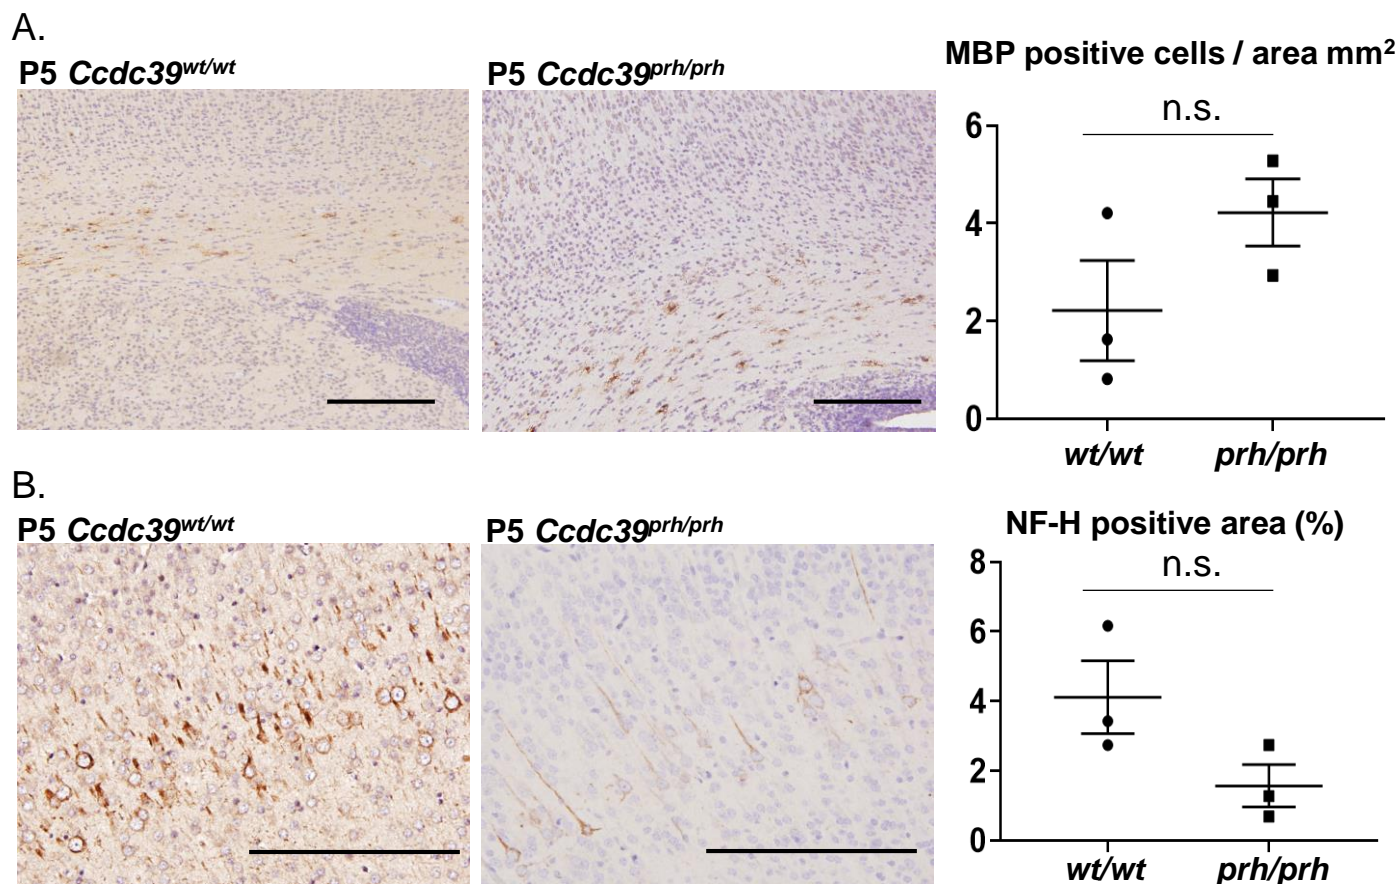 A.
P5 Ccdc39wt/wt
P5 Ccdc39prh/prh
MBP positive cells / area mm2
n.s.
6
4
2
0
wt/wt prh/prh
B.
P5 Ccdc39wt/wt
P5 Ccdc39prh/prh
NF-H positive area (%)
n.s.
8
6
4
2
0
wt/wt prh/prh